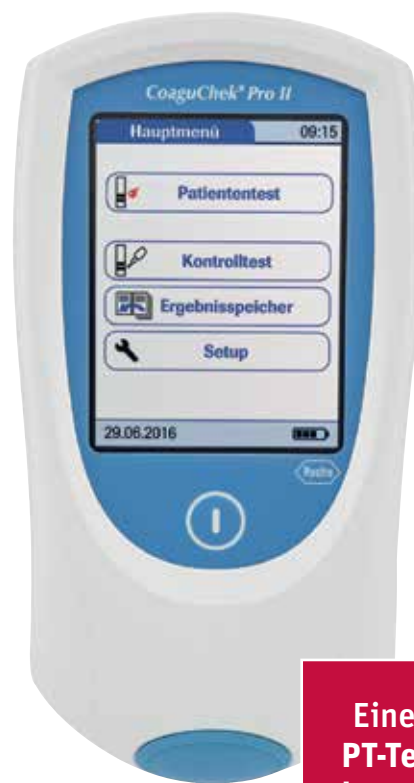 CoaguChek® Pro II
Hauptmenü 09:15
Patiententest
Kontrolltest
Ergebnisspeicher
Setup
29.06.2016
Roche
Eine
PT-Te